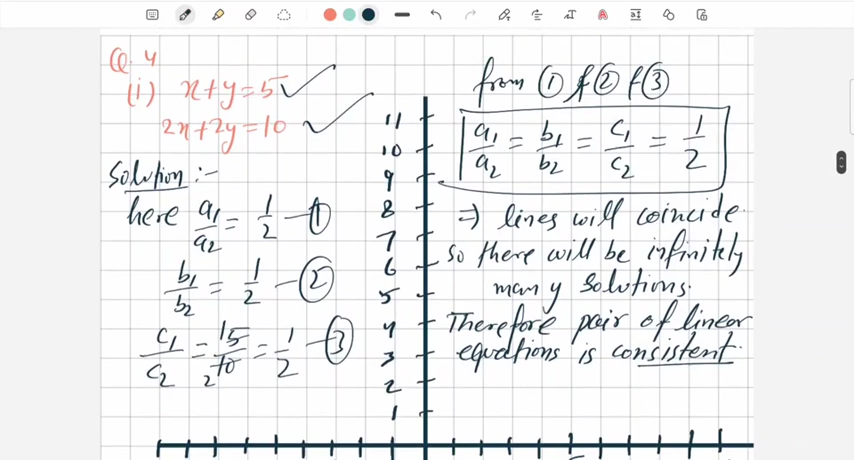 Q. 4
(i) x+y=5
2x+2y=10
Solution :-
here a₁/a₂ = 1/2 — ①
b₁/b₂ = 1/2 — ②
c₁/c₂ = 15/210 = 1/2 — ③
from ① & ② & ③
a₁/a₂ = b₁/b₂ = c₁/c₂ = 1/2
⇒ lines will coincide.
so there will be infinitely
many solutions.
Therefore pair of linear
equations is consistent.
11
10
9
8
7
6
5
4
3
2
1